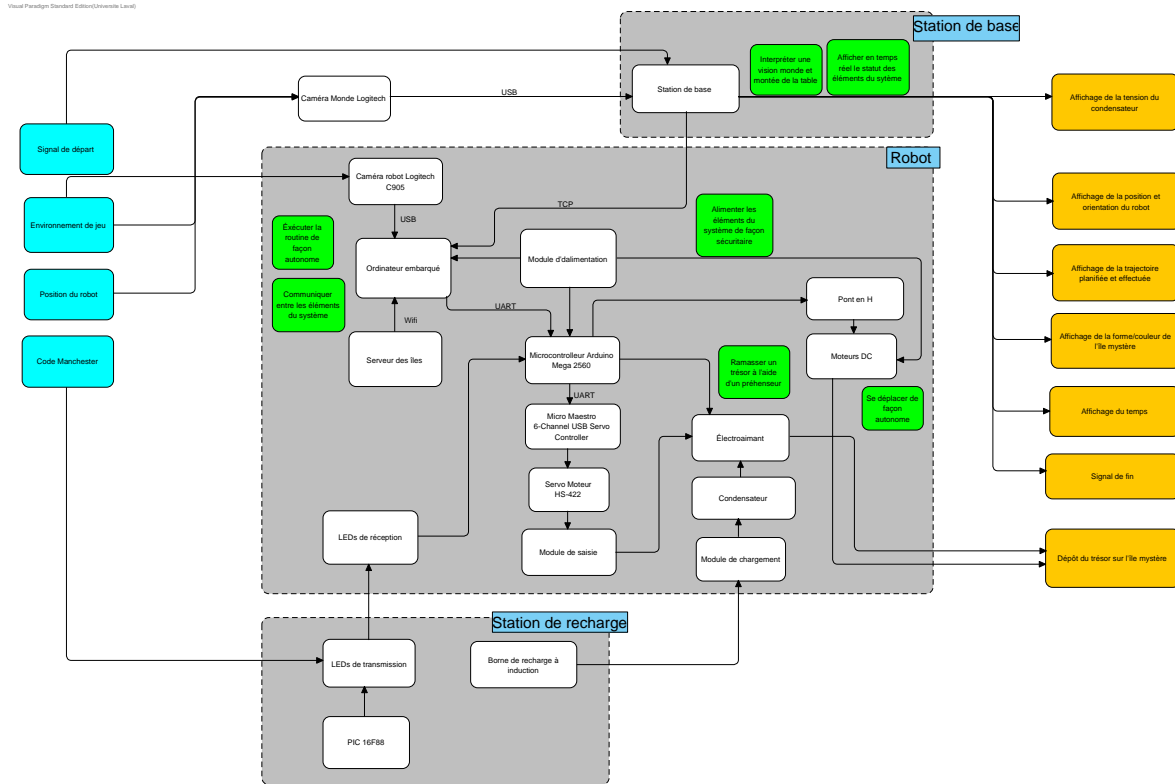 Visual Paradigm Standard Edition(Universite Laval)
Station de base
Interpréter une
vision monde et
montée de la table
Afficher en temps
réel le statut des
éléments du sytème
Station de base
Caméra Monde Logitech
USB
Affichage de la tension du
condensateur
Signal de départ
Robot
Caméra robot Logitech
C905
Affichage de la position et
orientation du robot
Environnement de jeu
USB
TCP
Alimenter les
éléments du
système de façon
sécuritaire
Éxécuter la
routine de
façon
autonome
Ordinateur embarqué
Module d'dalimentation
Affichage de la trajectoire
planifiée et effectuée
Position du robot
Communiquer
entre les éléments
du système
UART
Pont en H
Wifi
Affichage de la forme/couleur de
l'île mystère
Code Manchester
Serveur des îles
Microcontrolleur Arduino
Mega 2560
Ramasser un
trésor à l'aide
d'un préhenseur
Moteurs DC
UART
Se déplacer de
façon
autonome
Affichage du temps
Micro Maestro
6-Channel USB Servo
Controller
Électroaimant
Signal de fin
Servo Moteur
HS-422
Condensateur
LEDs de réception
Module de saisie
Module de chargement
Dépôt du trésor sur l'île mystère
Station de recharge
LEDs de transmission
Borne de recharge à
induction
PIC 16F88